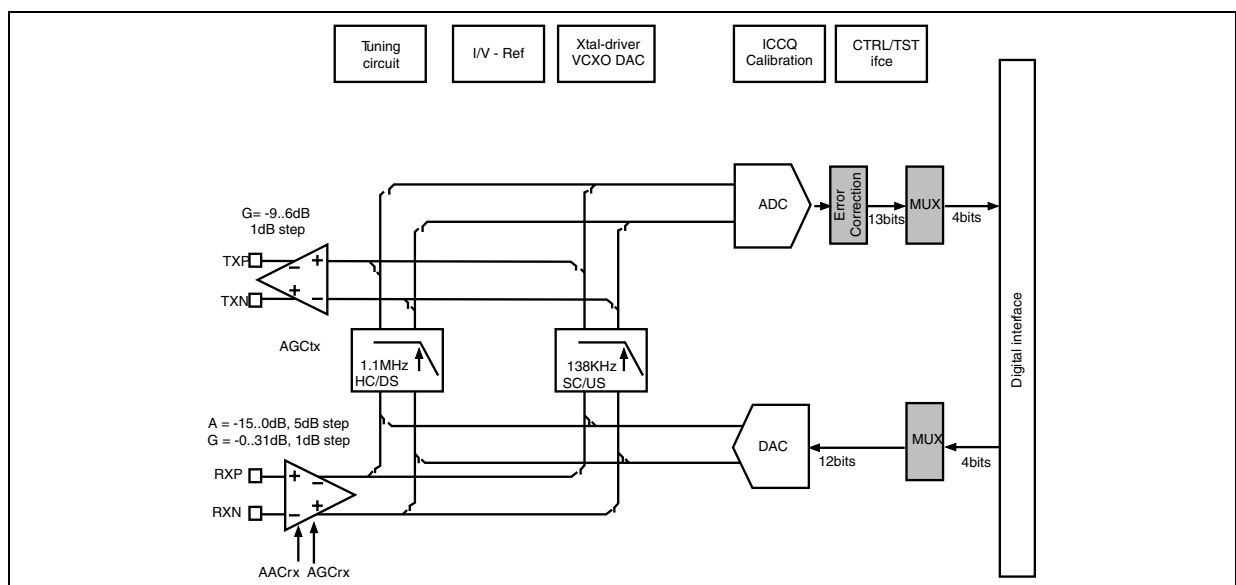 Tuning
circuit
I/V - Ref
Xtal-driver
VCXO DAC
ICCQ
Calibration
CTRL/TST
ifce
G= -9..6dB
1dB step
TXP
TXN
AGCtx
ADC
Error
Correction
13bits
MUX
4bits
Digital interface
1.1MHz
HC/DS
138KHz
SC/US
A = -15..0dB, 5dB step
G = -0..31dB, 1dB step
RXP
RXN
AACrx
AGCrx
DAC
12bits
MUX
4bits
+
−
+
−
+
−
+
−